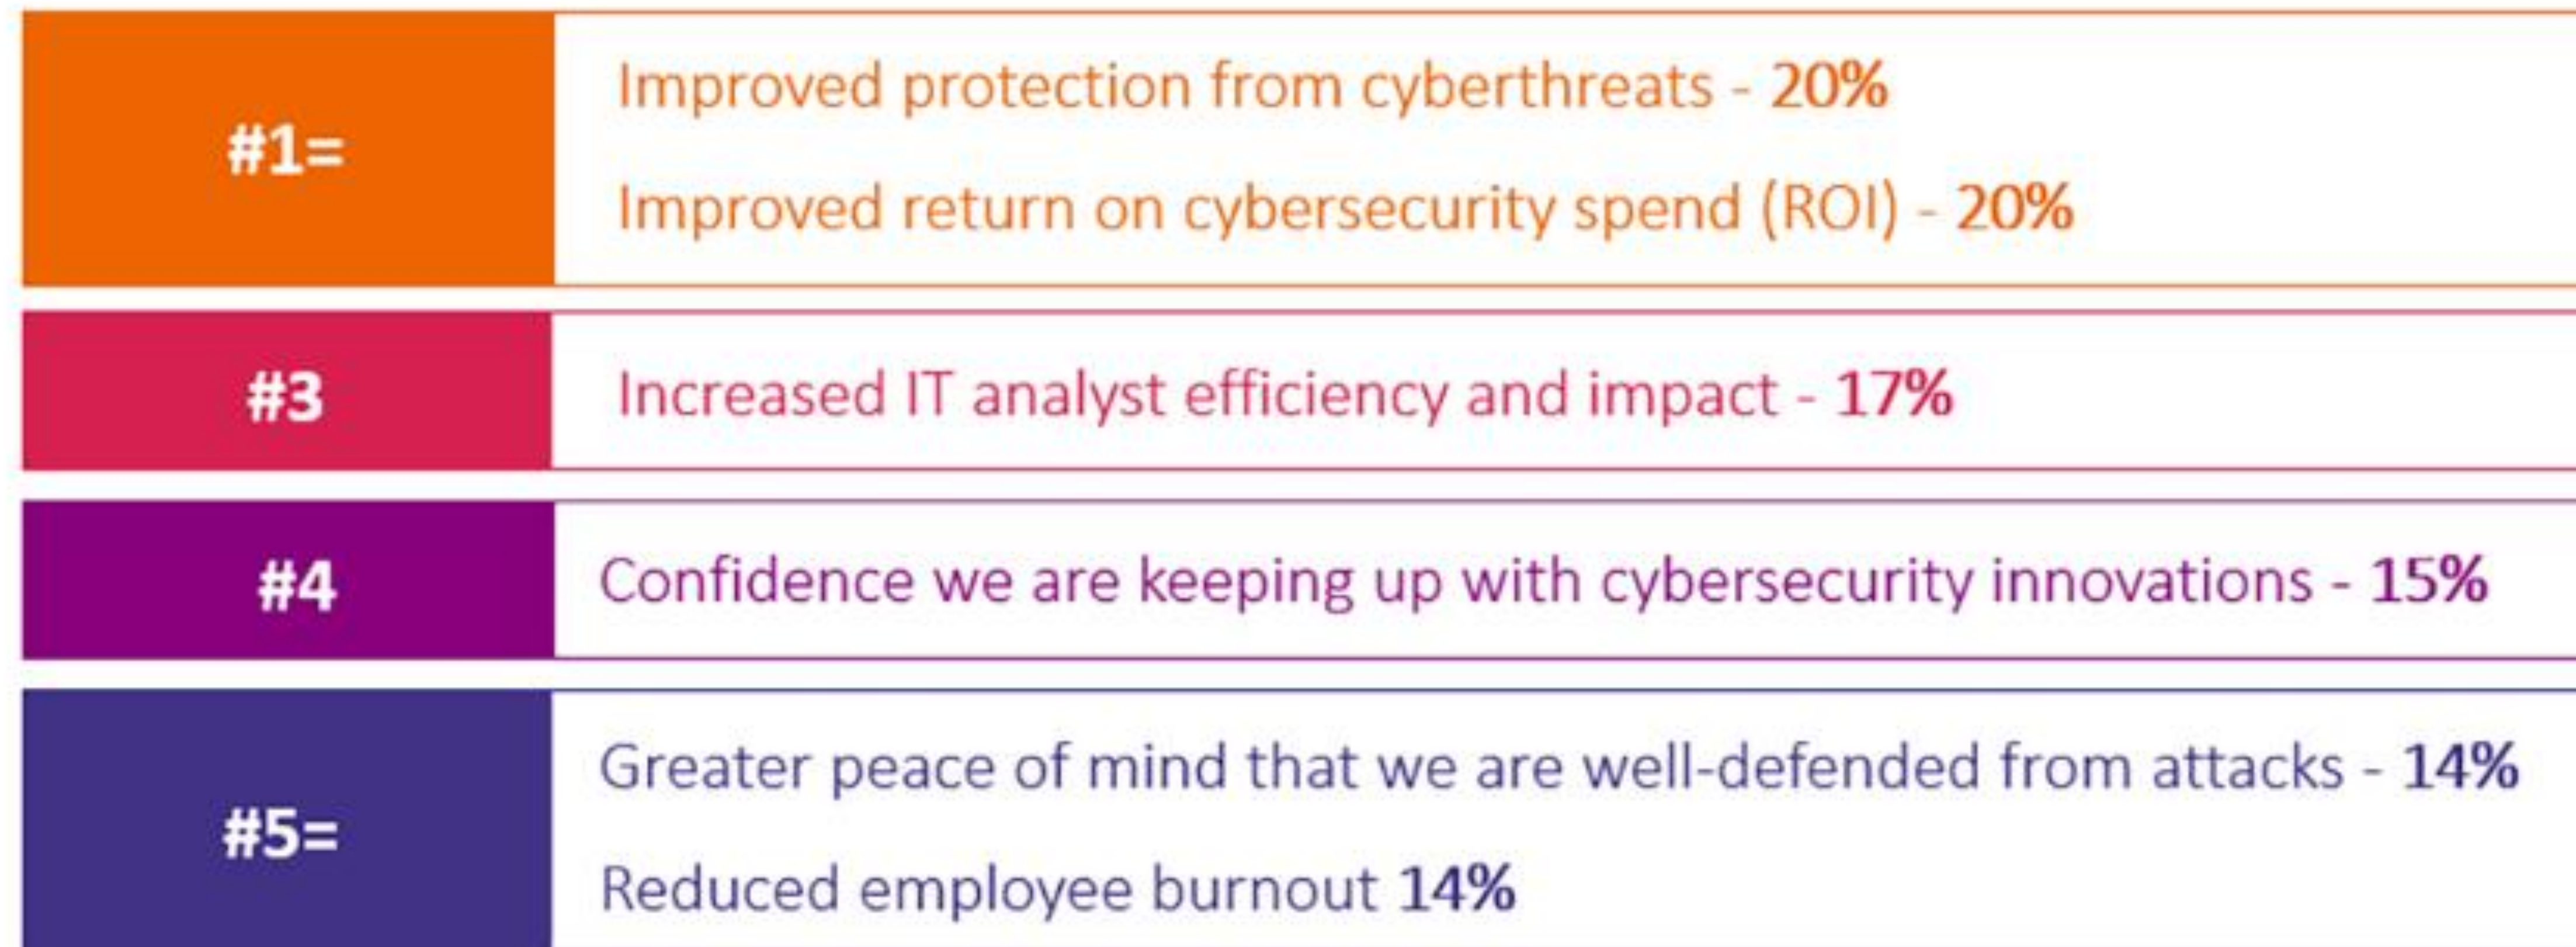 #1=
Improved protection from cyberthreats - 20%
Improved return on cybersecurity spend (ROI) - 20%
#3
Increased IT analyst efficiency and impact - 17%
#4
Confidence we are keeping up with cybersecurity innovations - 15%
#5=
Greater peace of mind that we are well-defended from attacks - 14%
Reduced employee burnout 14%